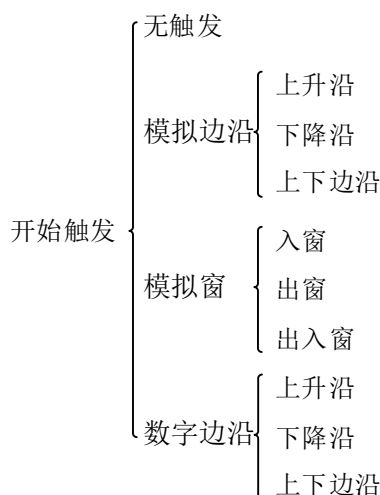 无触发
上升沿
模拟边沿
下降沿
上下边沿
开始触发
入窗
模拟窗
出窗
出入窗
上升沿
数字边沿
下降沿
上下边沿